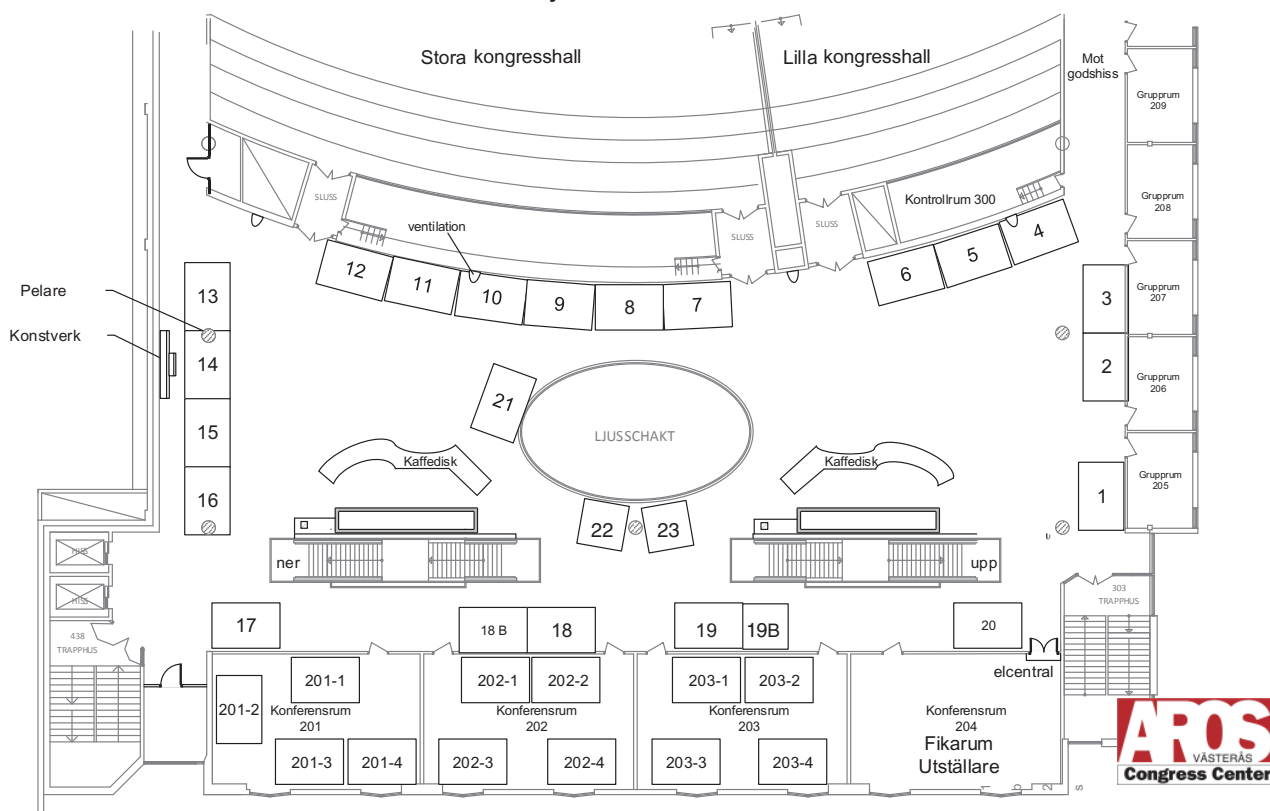 Stora kongresshall
Lilla kongresshall
Mot
godshiss
Grupprum
209
Grupprum
208
Grupprum
207
Grupprum
206
Grupprum
205
SLUSS
SLUSS
SLUSS
Kontrollrum 300
ventilation
Pelare
Konstverk
12
11
10
9
8
7
6
5
4
3
2
1
13
14
15
16
21
LJUSSCHAKT
Kaffedisk
Kaffedisk
22
23
ner
upp
HISS
HISS
438
TRAPPHUS
303
TRAPPHUS
17
18 B
18
19
19B
20
elcentral
201-1
201-2
Konferensrum
201
201-3
201-4
202-1
202-2
Konferensrum
202
202-3
202-4
203-1
203-2
Konferensrum
203
203-3
203-4
Konferensrum
204
Fikarum
Utställare
AROS
VÄSTERÅS
Congress Center